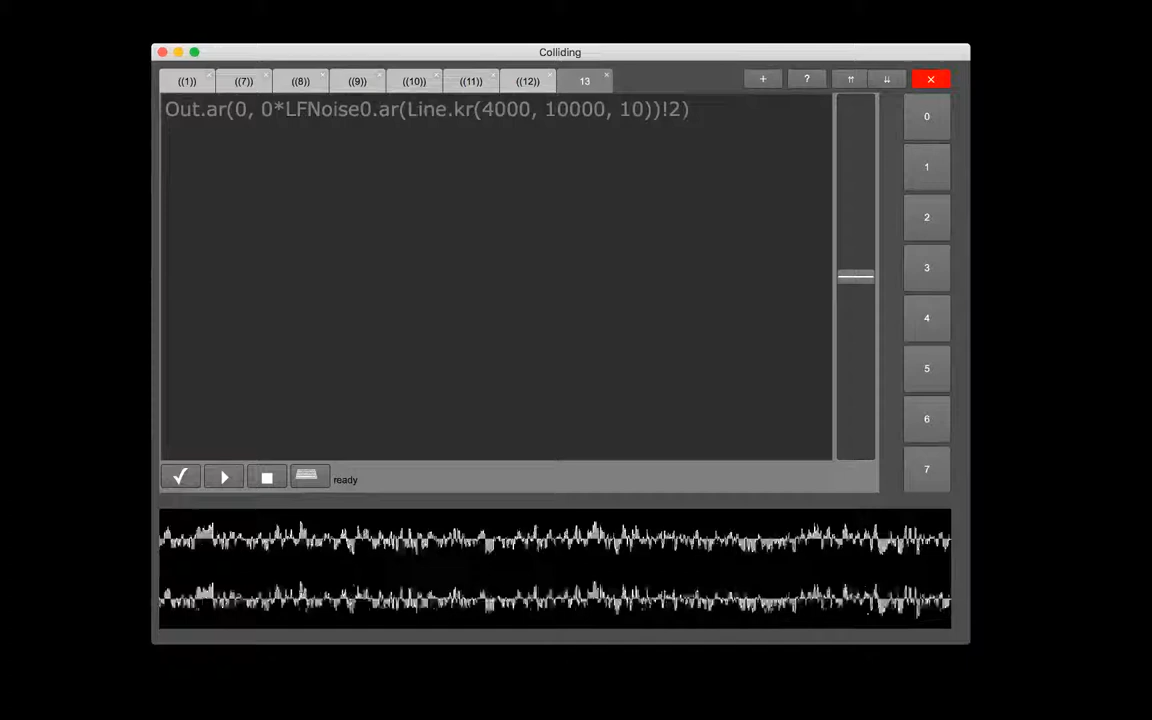 Colliding
((1)) ((7)) ((8)) ((9)) ((10)) ((11)) ((12)) 13 + ?
Out.ar(0, 0*LFNoise0.ar(Line.kr(4000, 10000, 10))!2)
0
1
2
3
4
5
6
7
ready